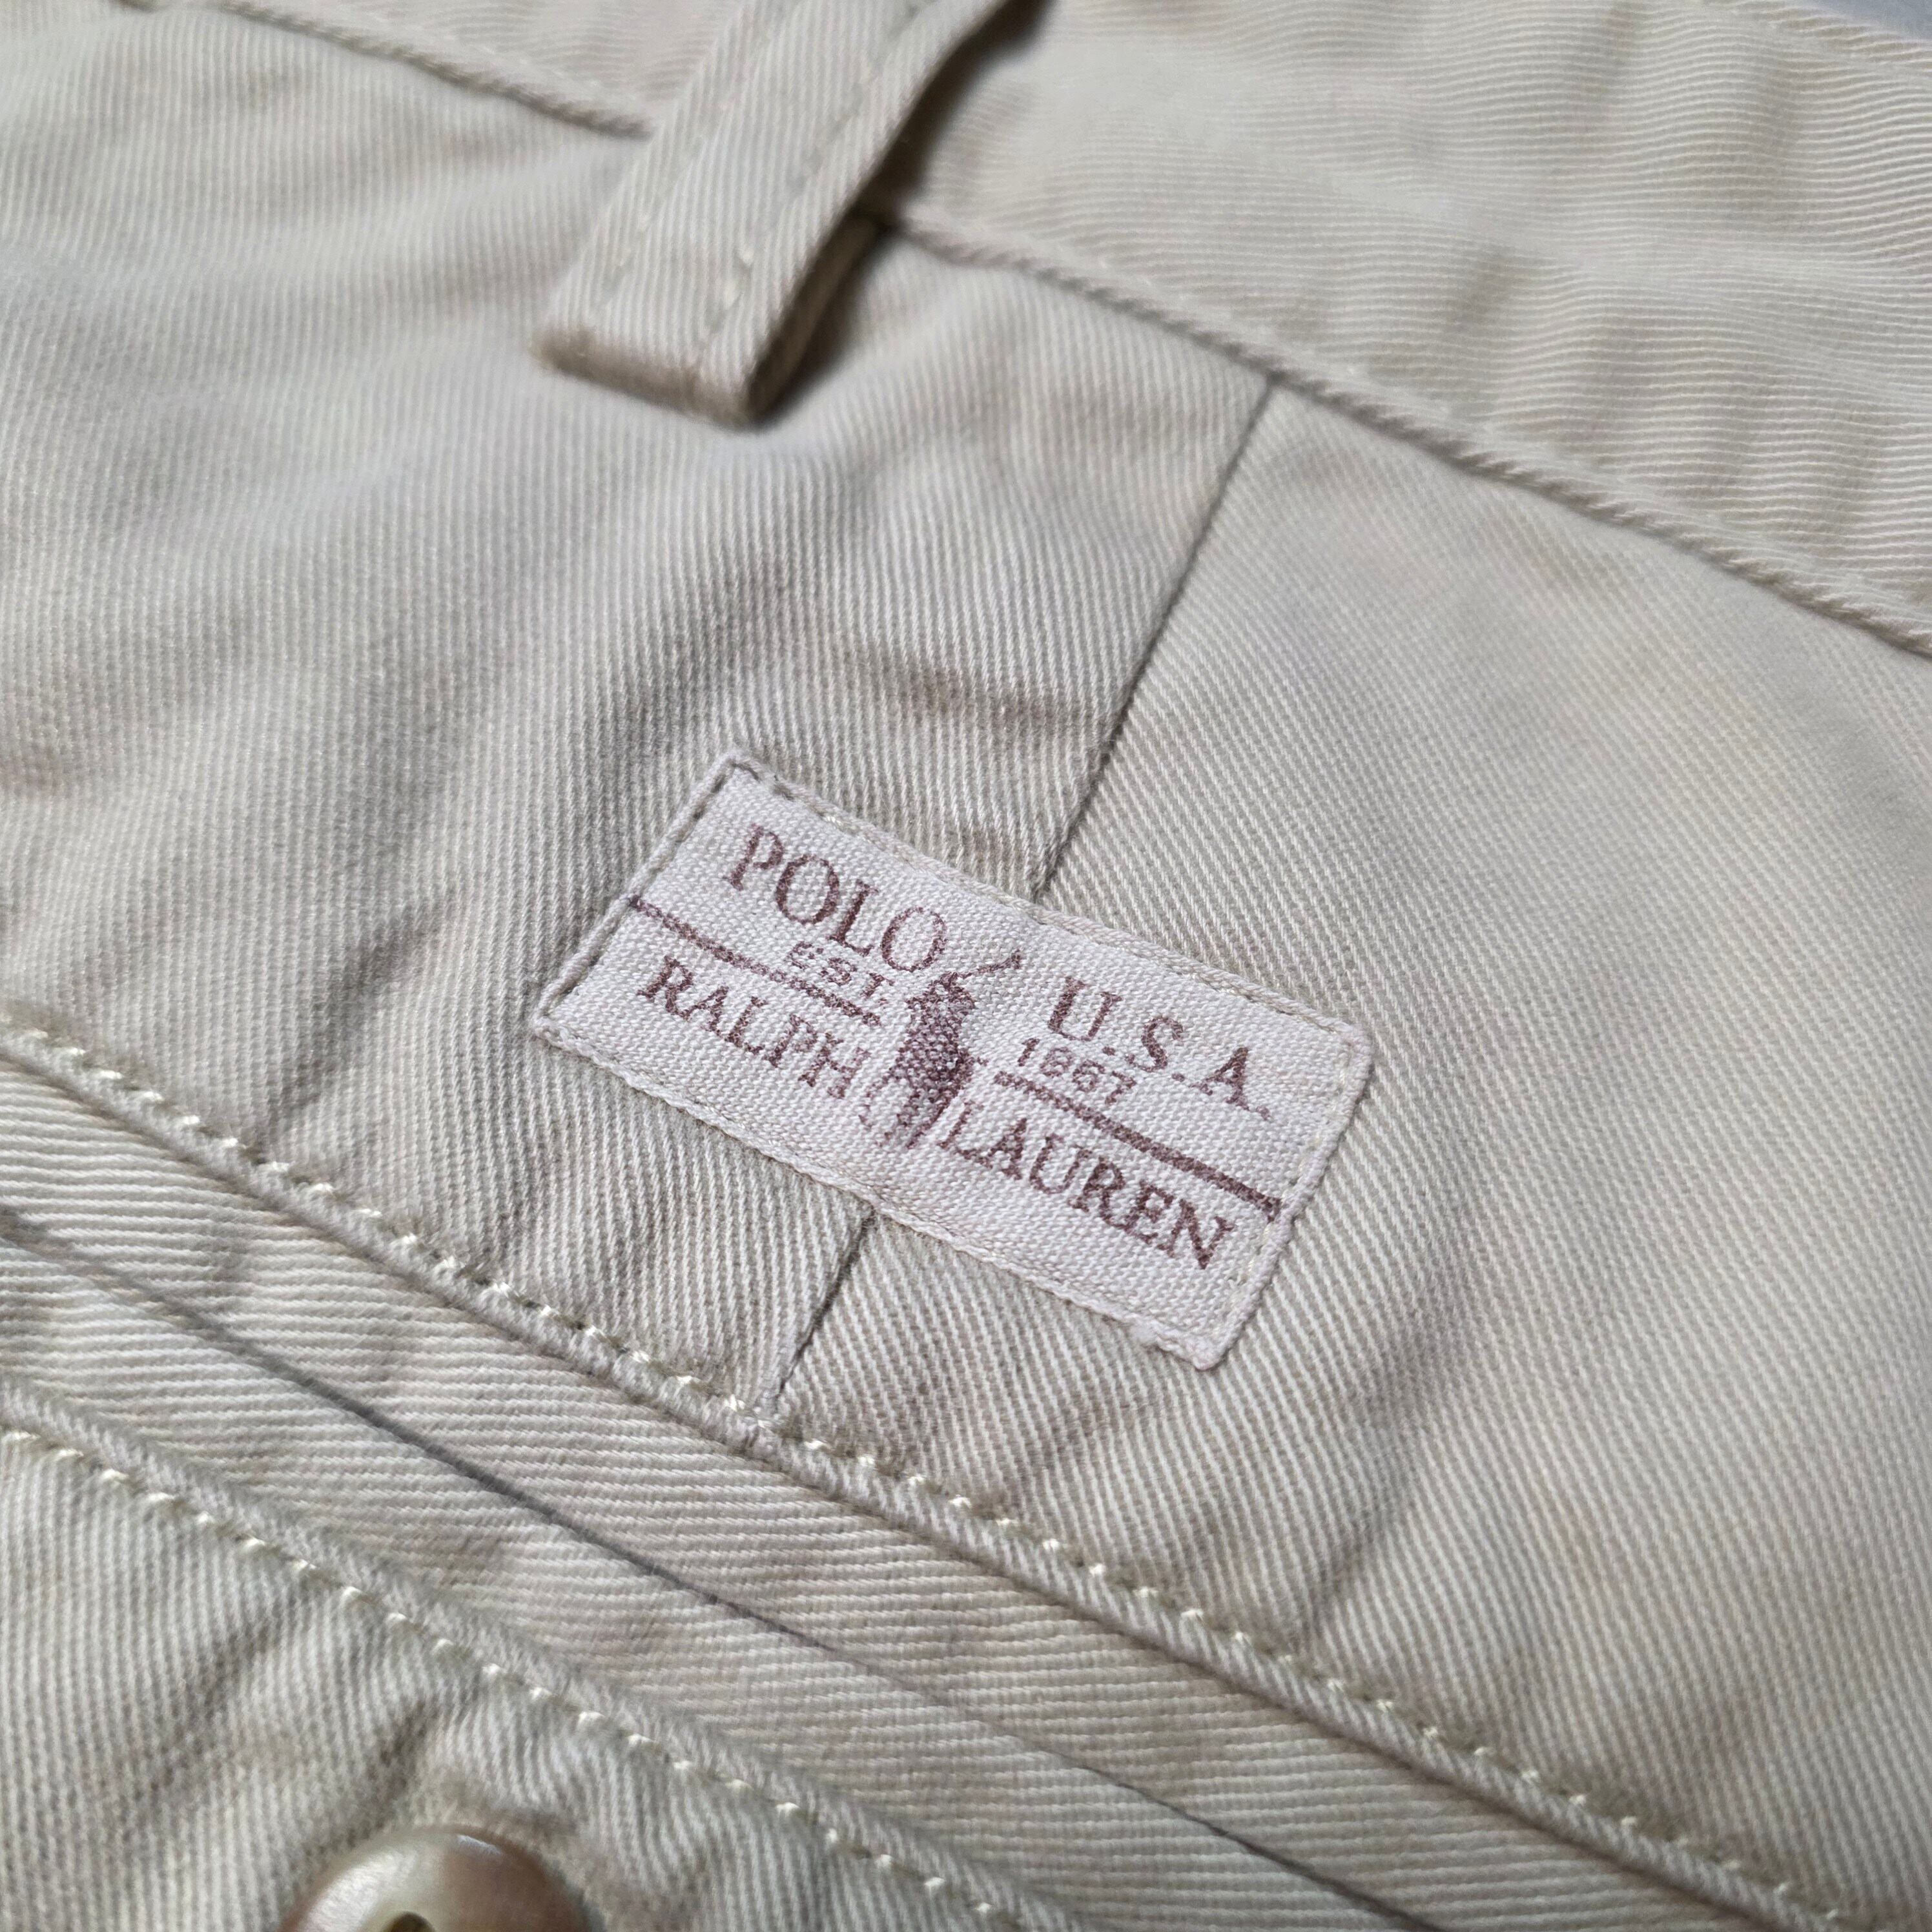 POLO U.S.A.
EST. 1967
RALPH LAUREN